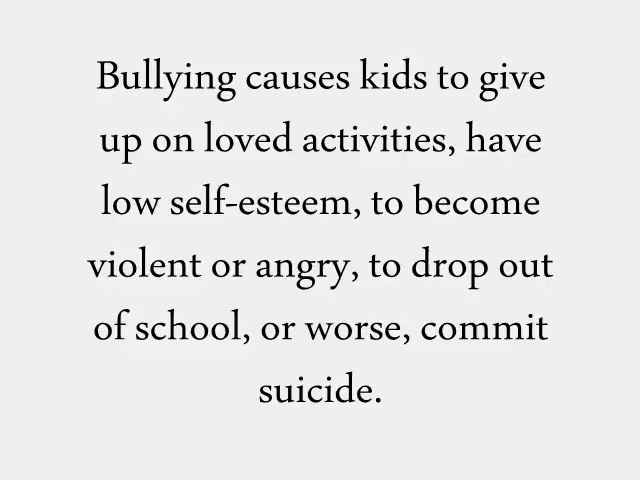 Bullying causes kids to give
up on loved activities, have
low self-esteem, to become
violent or angry, to drop out
of school, or worse, commit
suicide.